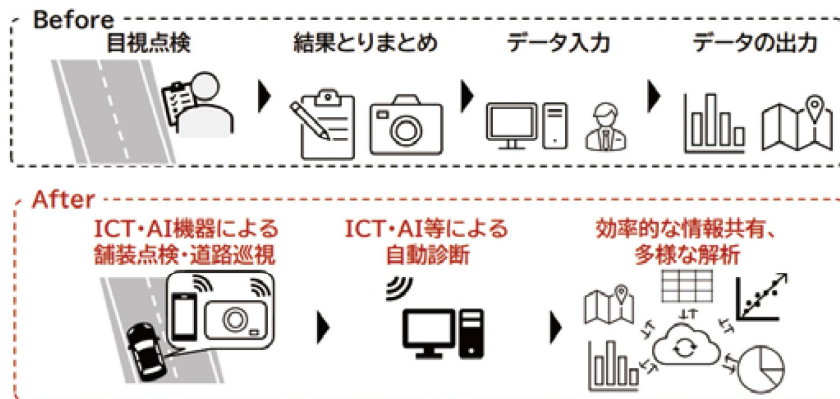 Before
目視点検
結果とりまとめ
データ入力
データの出力
After
ICT・AI機器による
舗装点検・道路巡視
ICT・AI等による
自動診断
効率的な情報共有、
多様な解析